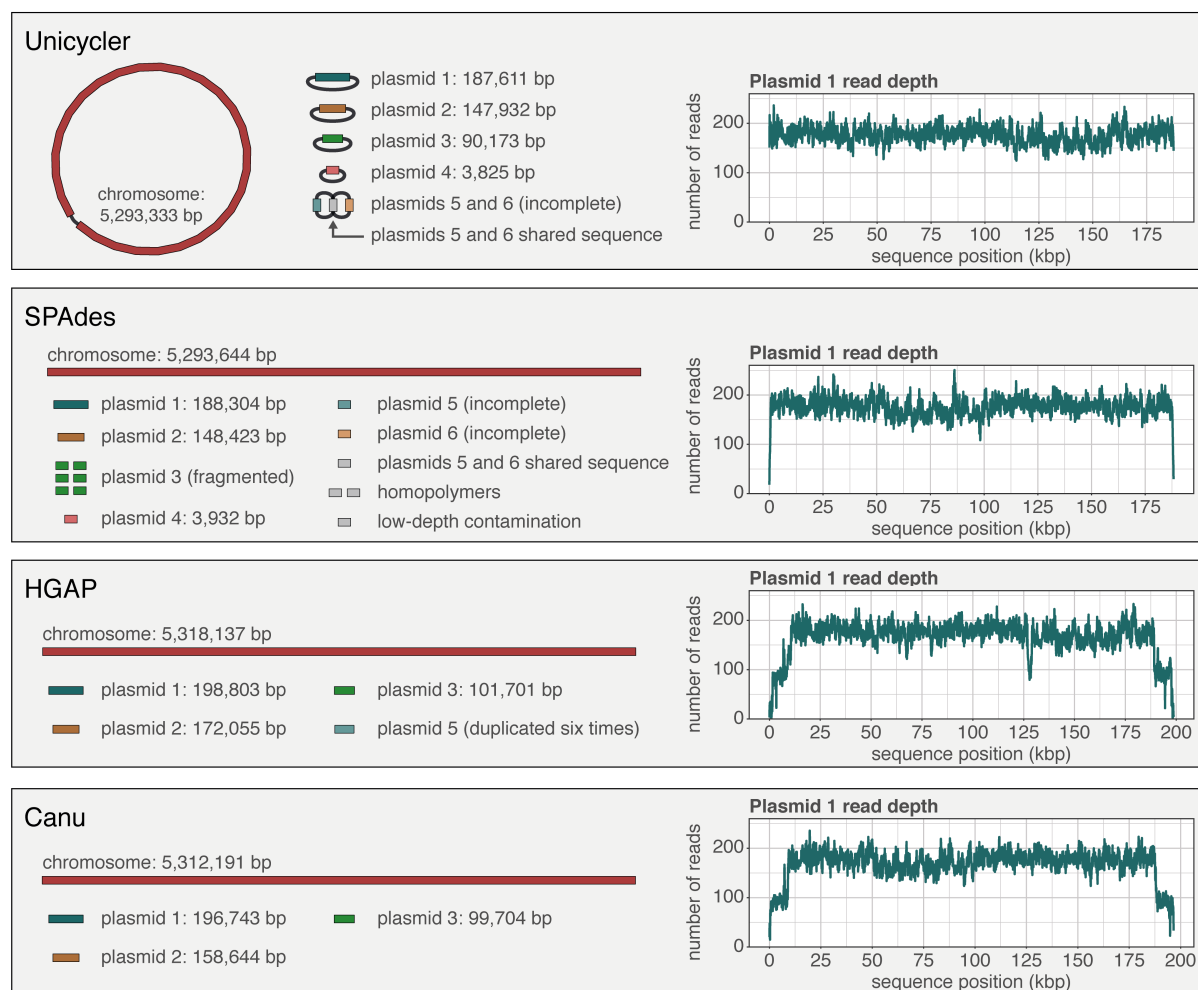 Unicycler
chromosome:
5,293,333 bp
plasmid 1: 187,611 bp
plasmid 2: 147,932 bp
plasmid 3: 90,173 bp
plasmid 4: 3,825 bp
plasmids 5 and 6 (incomplete)
plasmids 5 and 6 shared sequence
Plasmid 1 read depth
number of reads
200
100
0
0 25 50 75 100 125 150 175
sequence position (kbp)
SPAdes
chromosome: 5,293,644 bp
plasmid 1: 188,304 bp
plasmid 2: 148,423 bp
plasmid 3 (fragmented)
plasmid 4: 3,932 bp
plasmid 5 (incomplete)
plasmid 6 (incomplete)
plasmids 5 and 6 shared sequence
homopolymers
low-depth contamination
Plasmid 1 read depth
number of reads
200
100
0
0 25 50 75 100 125 150 175
sequence position (kbp)
HGAP
chromosome: 5,318,137 bp
plasmid 1: 198,803 bp
plasmid 2: 172,055 bp
plasmid 3: 101,701 bp
plasmid 5 (duplicated six times)
Plasmid 1 read depth
number of reads
200
100
0
0 25 50 75 100 125 150 175 200
sequence position (kbp)
Canu
chromosome: 5,312,191 bp
plasmid 1: 196,743 bp
plasmid 2: 158,644 bp
plasmid 3: 99,704 bp
Plasmid 1 read depth
number of reads
200
100
0
0 25 50 75 100 125 150 175 200
sequence position (kbp)